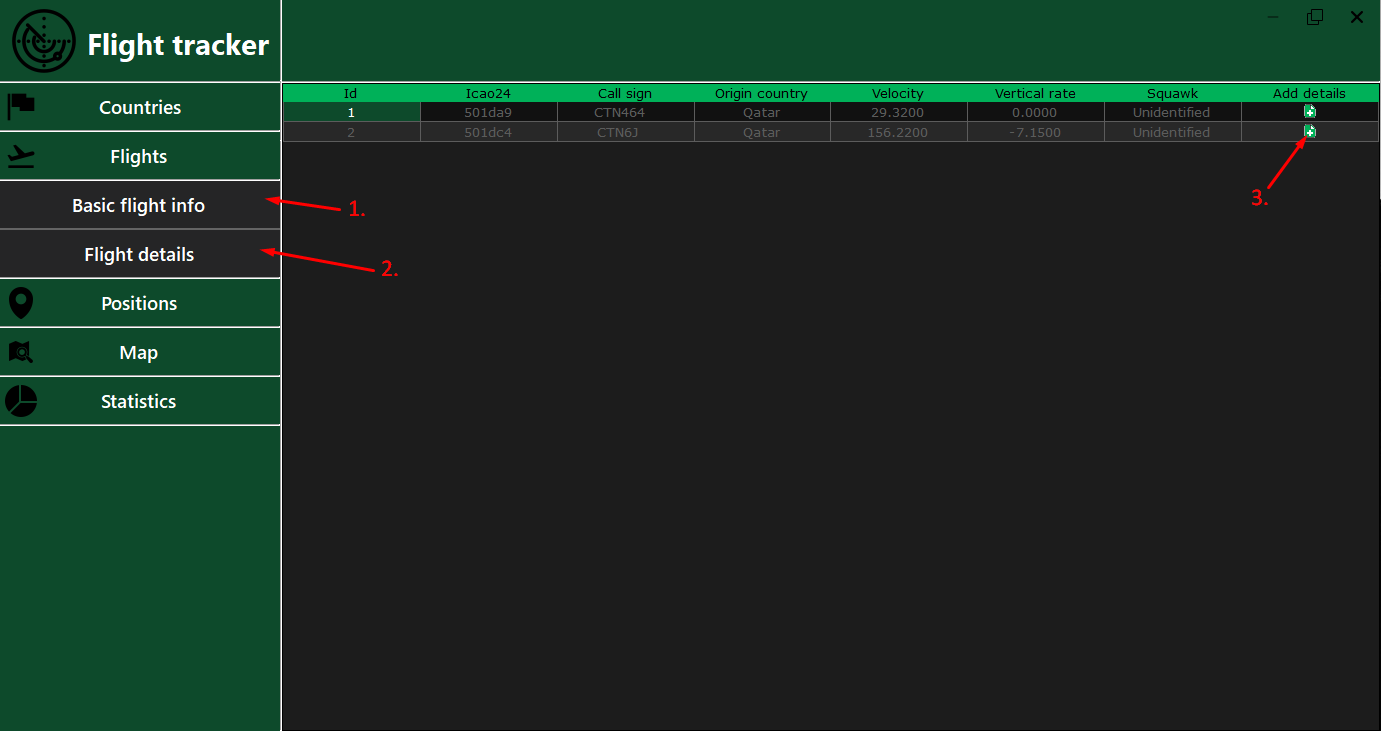 Flight tracker
Countries
Flights
Basic flight info
Flight details
Positions
Map
Statistics
Id Icao24 Call sign Origin country Velocity Vertical rate Squawk Add details
1 501da9 CTN464 Qatar 29.3200 0.0000 Unidentified
2 501dc4 CTN6J Qatar 156.2200 -7.1500 Unidentified
1.
2.
3.